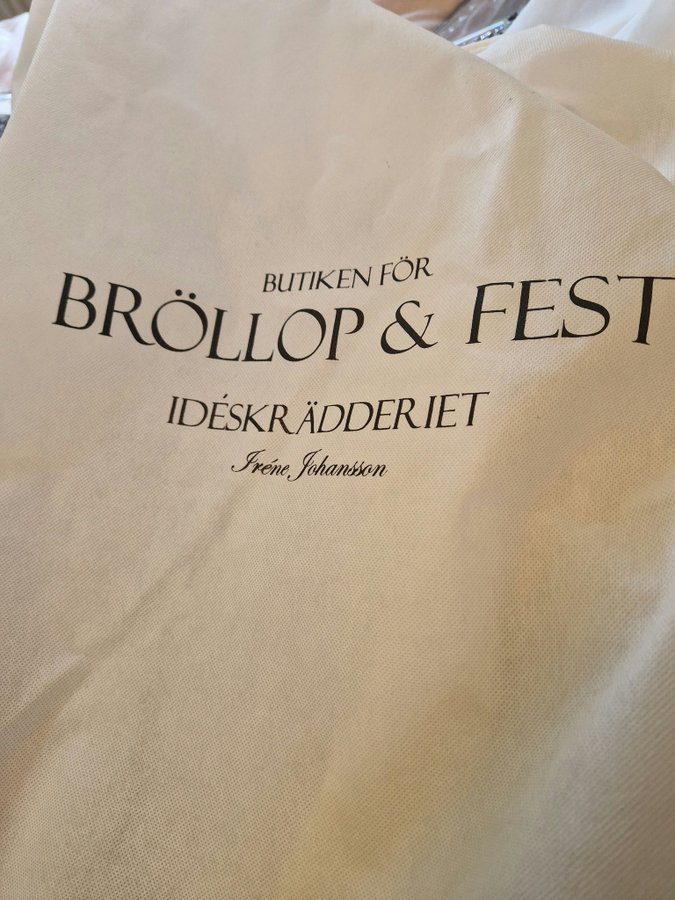 BUTIKEN FÖR
BRÖLLOP & FEST
IDÉSKRÄDDERIET
Iréne Johansson